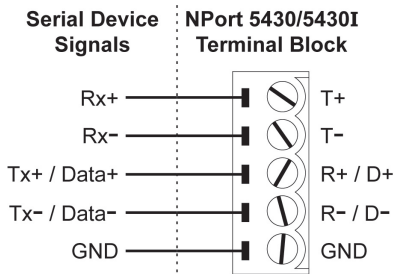 Serial Device Signals
NPort 5430/5430I Terminal Block
Rx+ T+
Rx− T−
Tx+ / Data+ R+ / D+
Tx− / Data− R− / D−
GND GND